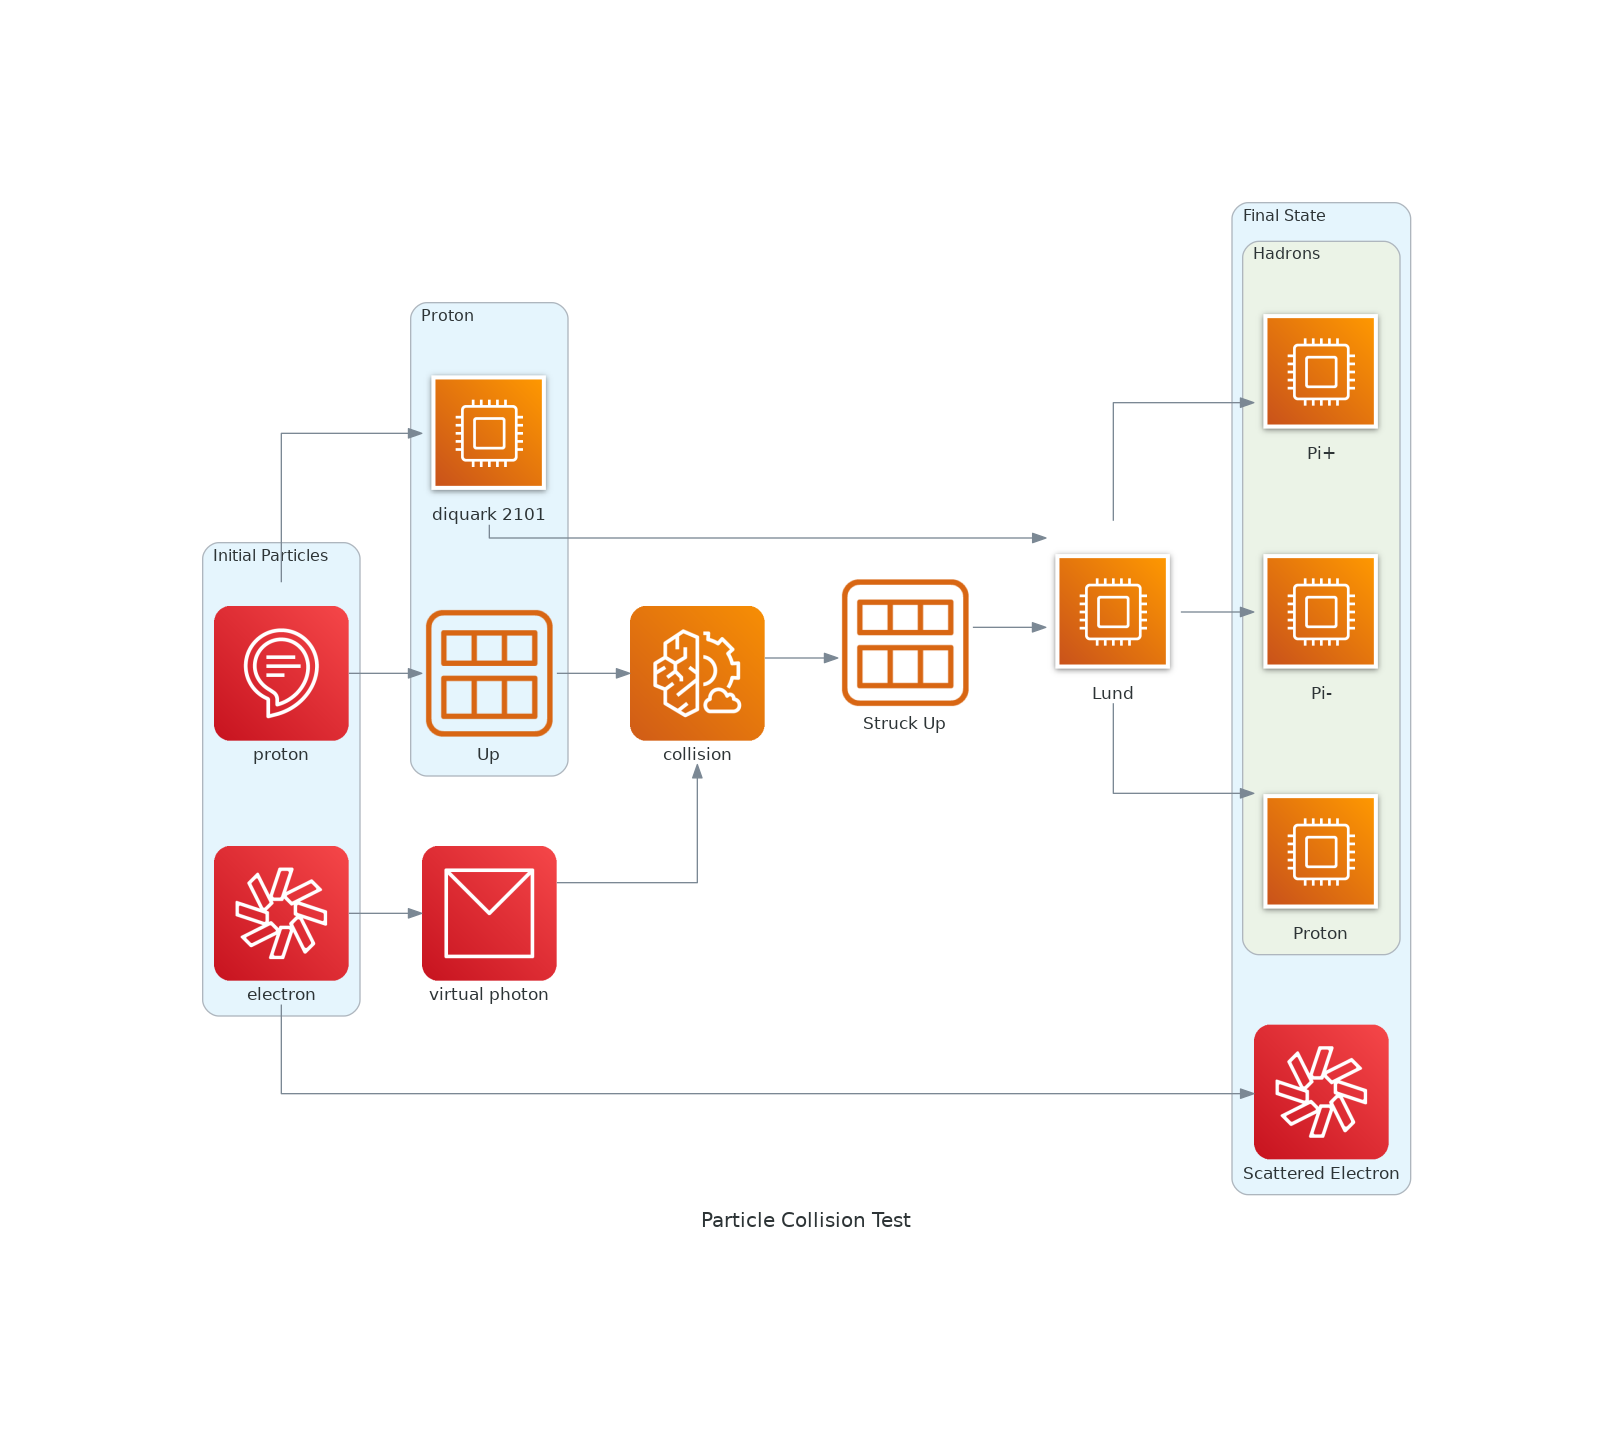 Final State
Hadrons
Pi+
Proton
diquark 2101
Initial Particles
proton
Up
collision
Struck Up
Lund
Pi-
Proton
electron
virtual photon
Scattered Electron
Particle Collision Test